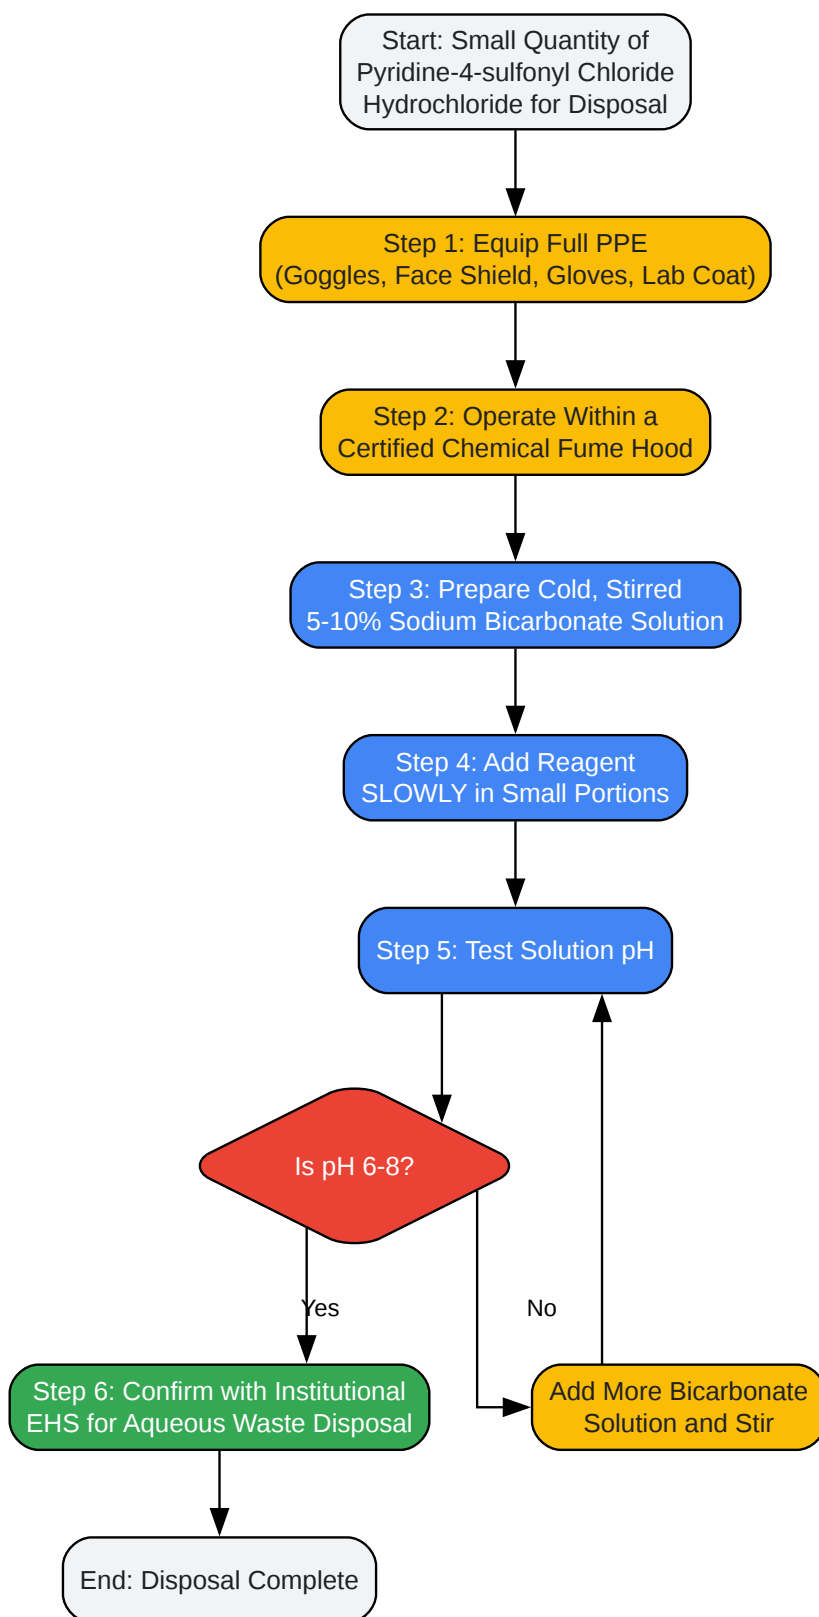 Start: Small Quantity of
Pyridine-4-sulfonyl Chloride
Hydrochloride for Disposal
Step 1: Equip Full PPE
(Goggles, Face Shield, Gloves, Lab Coat)
Step 2: Operate Within a
Certified Chemical Fume Hood
Step 3: Prepare Cold, Stirred
5-10% Sodium Bicarbonate Solution
Step 4: Add Reagent
SLOWLY in Small Portions
Step 5: Test Solution pH
Is pH 6-8?
Yes
No
Step 6: Confirm with Institutional
EHS for Aqueous Waste Disposal
Add More Bicarbonate
Solution and Stir
End: Disposal Complete